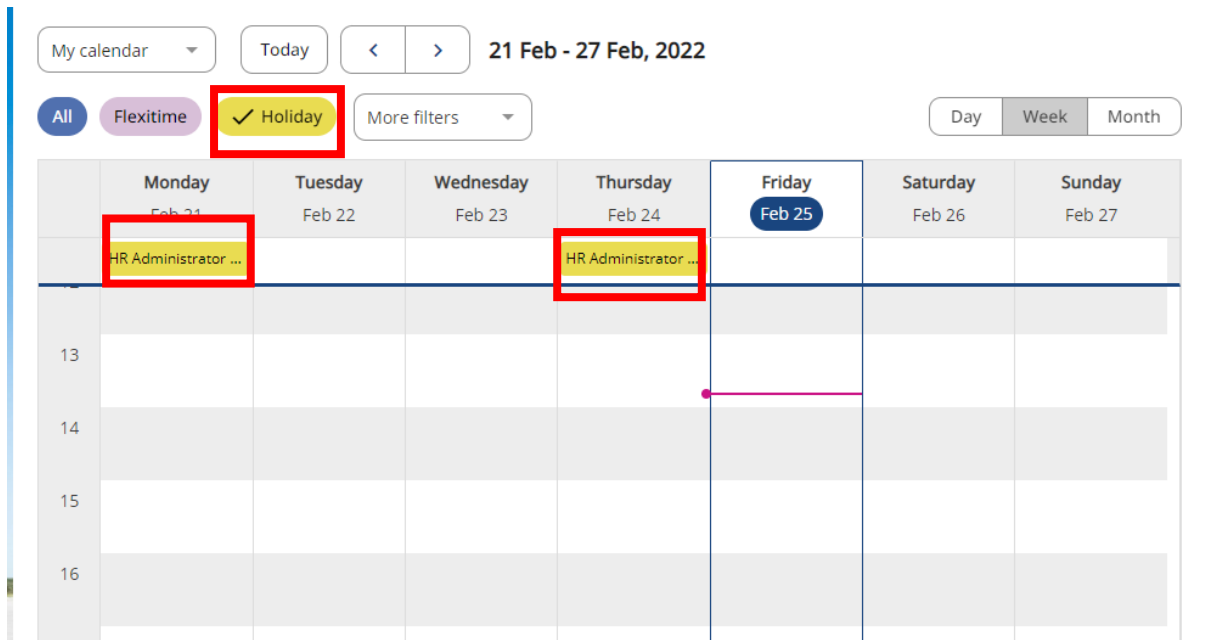 My calendar Today < > 21 Feb - 27 Feb, 2022
All Flexitime Holiday More filters Day Week Month
Monday Tuesday Wednesday Thursday Friday Saturday Sunday
Feb 21 Feb 22 Feb 23 Feb 24 Feb 25 Feb 26 Feb 27
HR Administrator ... HR Administrator ...
13
14
15
16